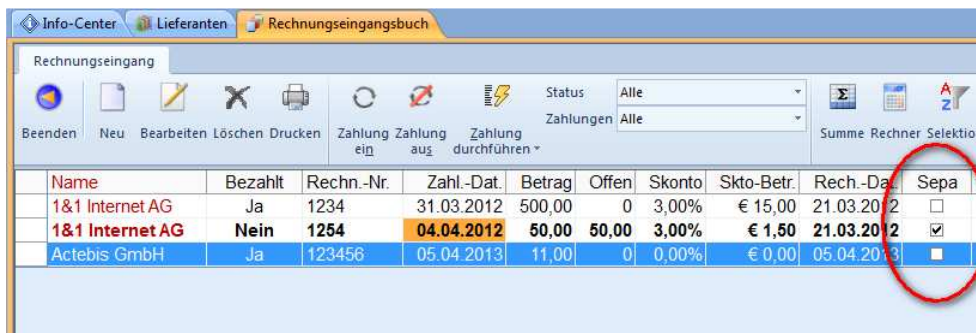 Info-Center Lieferanten Rechnungseingangsbuch
Rechnungseingang
Status Alle
Zahlungen Alle
Beenden Neu Bearbeiten Löschen Drucken Zahlung ein Zahlung aus Zahlung durchführen Summe Rechner Selektio
Name Bezahlt Rechn.-Nr. Zahl.-Dat. Betrag Offen Skonto Skto-Betr. Rech.-Dat. Sepa
1&1 Internet AG Ja 1234 31.03.2012 500,00 0 3,00% € 15,00 21.03.2012
1&1 Internet AG Nein 1254 04.04.2012 50,00 50,00 3,00% € 1,50 21.03.2012
Actebis GmbH Ja 123456 05.04.2013 11,00 0 0,00% € 0,00 05.04.2013